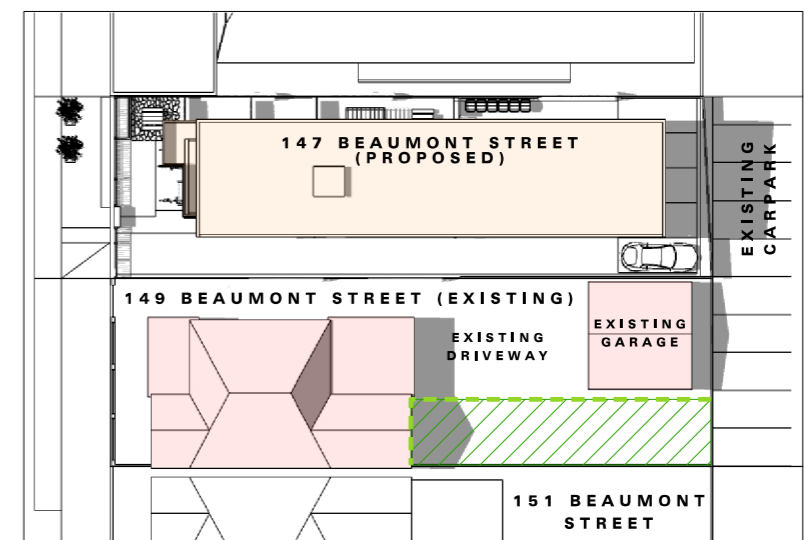 147 BEAUMONT STREET
(PROPOSED)
EXISTING
CARPARK
149 BEAUMONT STREET (EXISTING)
EXISTING
DRIVEWAY
EXISTING
GARAGE
151 BEAUMONT
STREET